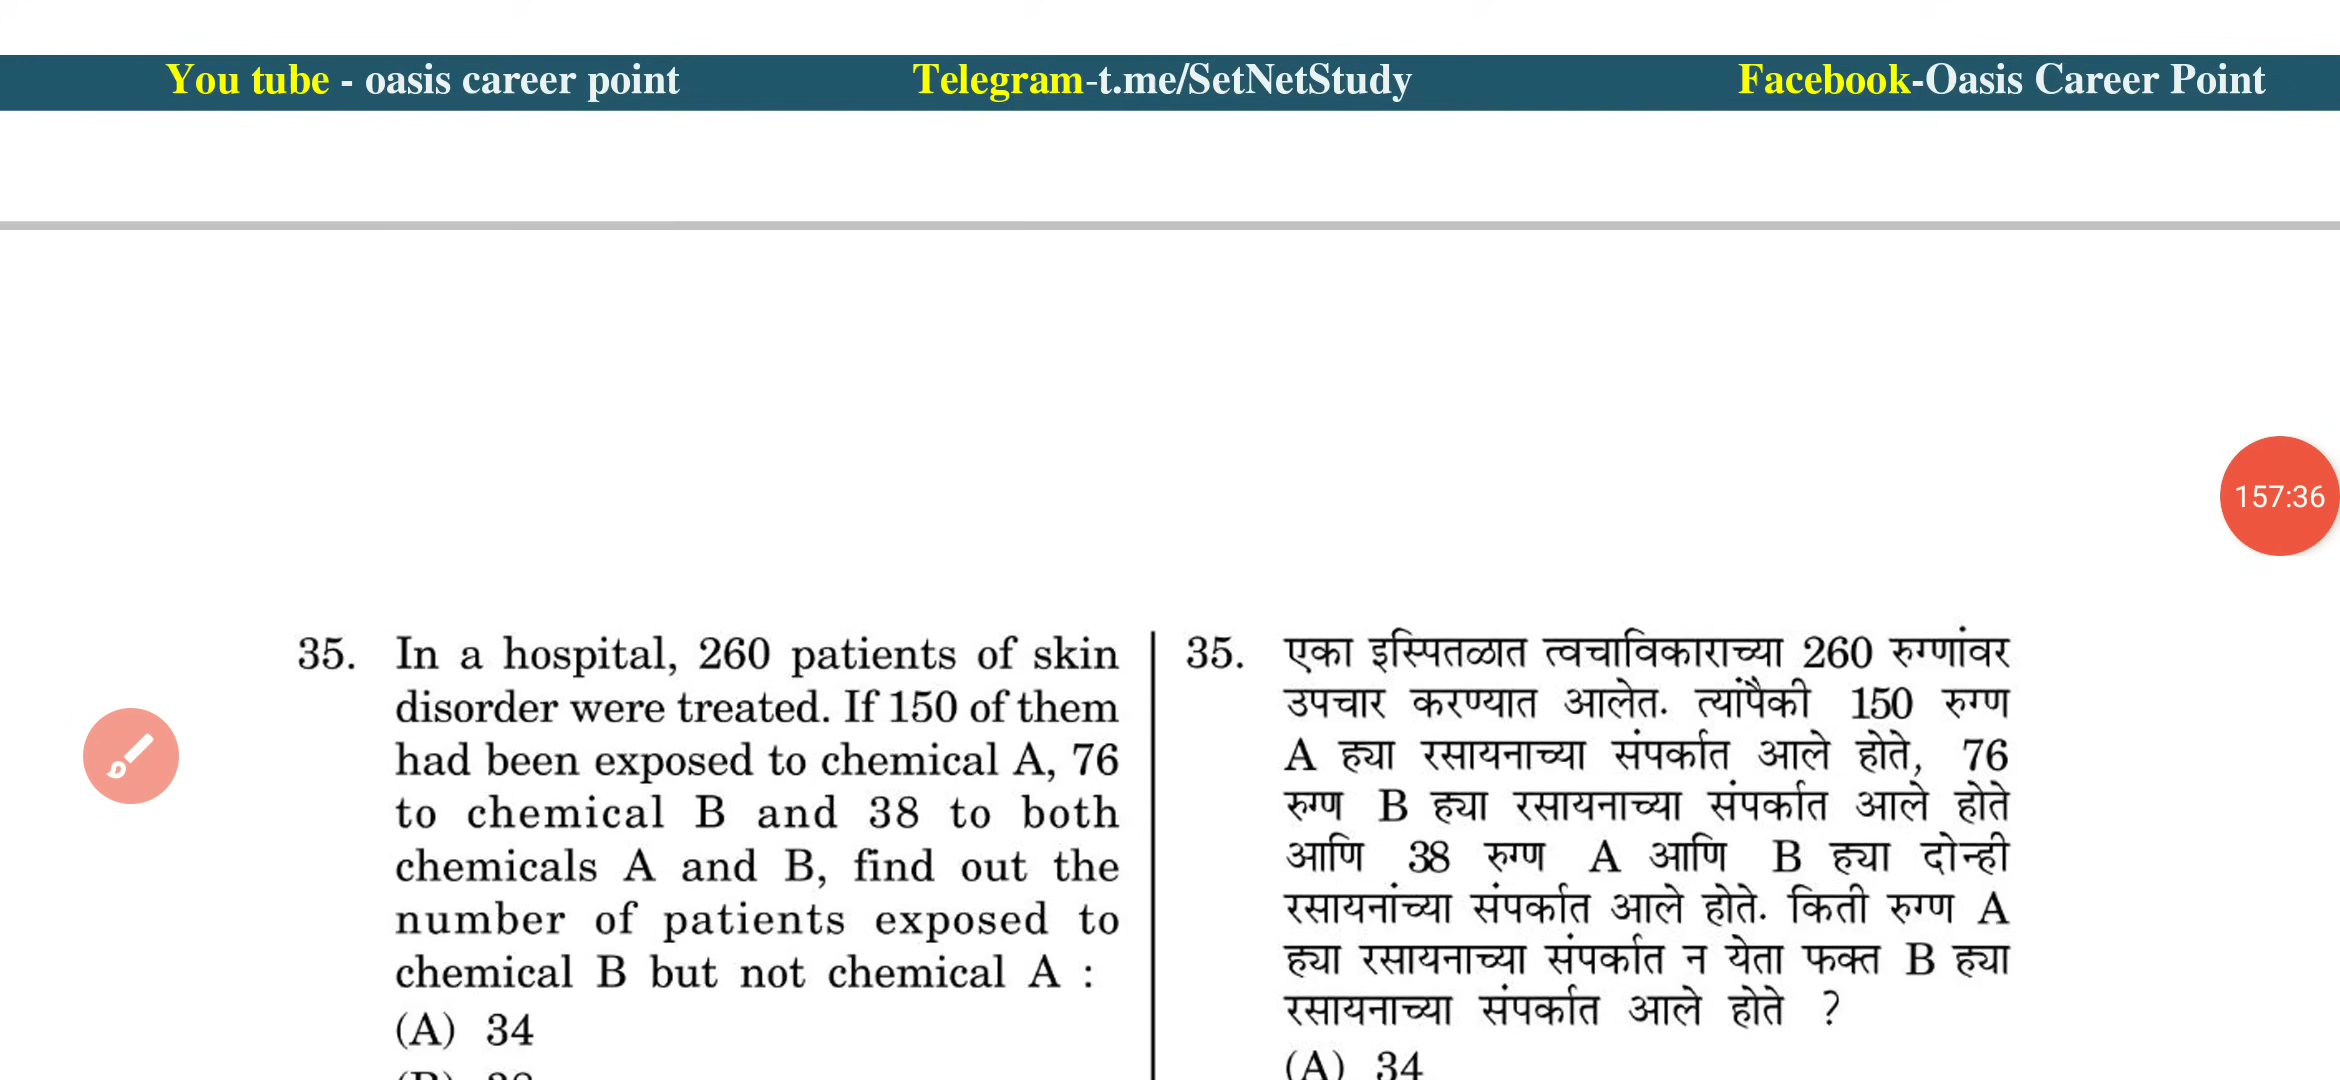 You tube - oasis career point Telegram-t.me/SetNetStudy Facebook-Oasis Career Point
157:36
35. In a hospital, 260 patients of skin
disorder were treated. If 150 of them
had been exposed to chemical A, 76
to chemical B and 38 to both
chemicals A and B, find out the
number of patients exposed to
chemical B but not chemical A :
(A) 34
35. एका इस्पितळात त्वचाविकाराच्या 260 रुग्णांवर
उपचार करण्यात आलेत. त्यांपैकी 150 रुग्ण
A ह्या रसायनाच्या संपर्कात आले होते, 76
रुग्ण B ह्या रसायनाच्या संपर्कात आले होते
आणि 38 रुग्ण A आणि B ह्या दोन्ही
रसायनांच्या संपर्कात आले होते. किती रुग्ण A
ह्या रसायनाच्या संपर्कात न येता फक्त B ह्या
रसायनाच्या संपर्कात आले होते ?
(A) 34